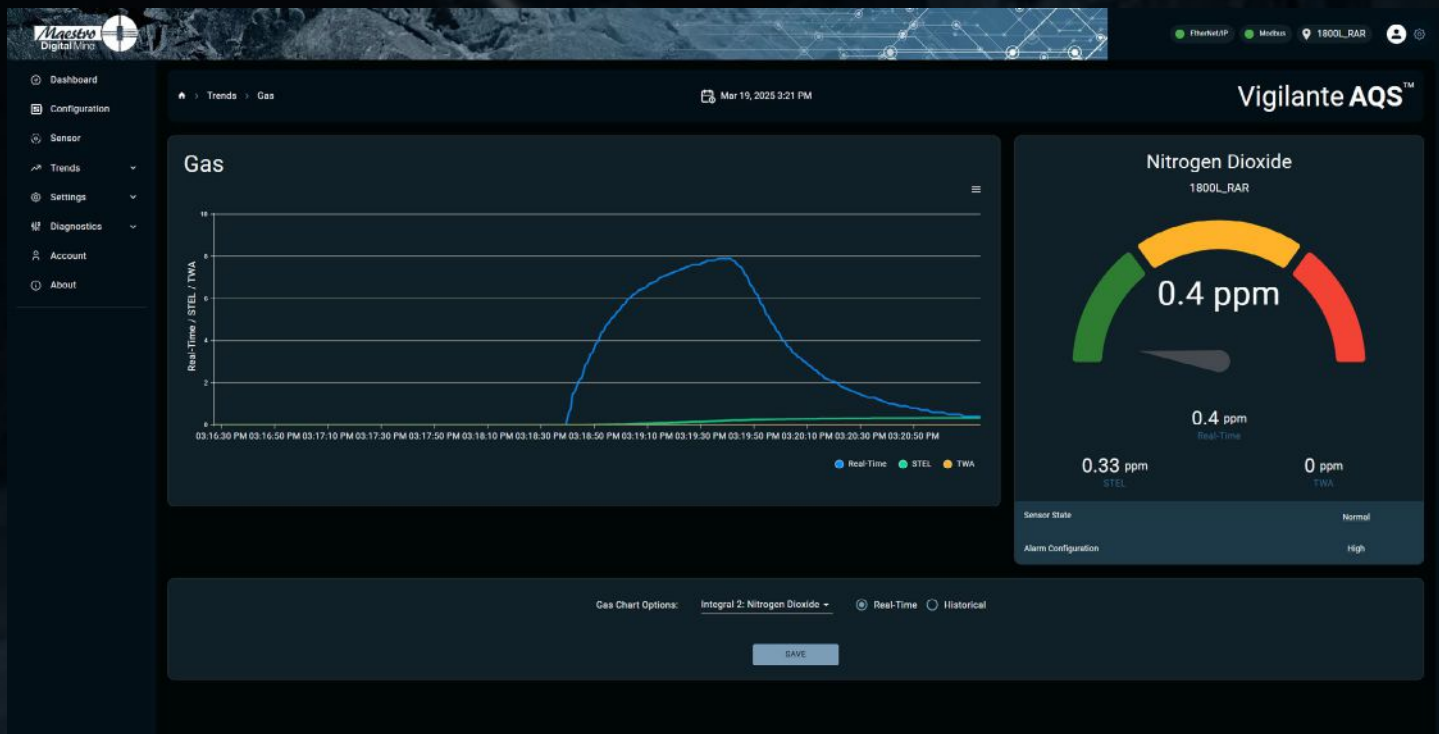 Maestro
Digital Mine
EtherNet/IP
Modbus
1800L_RAR
Dashboard
Configuration
Sensor
Trends
Settings
Diagnostics
Account
About
> Trends > Gas
Mar 19, 2025 3:21 PM
Vigilante AQS™
Gas
Real-Time / STEL / TWA
10
8
6
4
2
0
03:16:30 PM 03:16:50 PM 03:17:10 PM 03:17:30 PM 03:17:50 PM 03:18:10 PM 03:18:30 PM 03:18:50 PM 03:19:10 PM 03:19:30 PM 03:19:50 PM 03:20:10 PM 03:20:30 PM 03:20:50 PM
Real-Time STEL TWA
Nitrogen Dioxide
1800L_RAR
0.4 ppm
0.4 ppm
Real-Time
0.33 ppm
STEL
0 ppm
TWA
Sensor State Normal
Alarm Configuration High
Gas Chart Options: Integral 2: Nitrogen Dioxide Real-Time Historical
SAVE